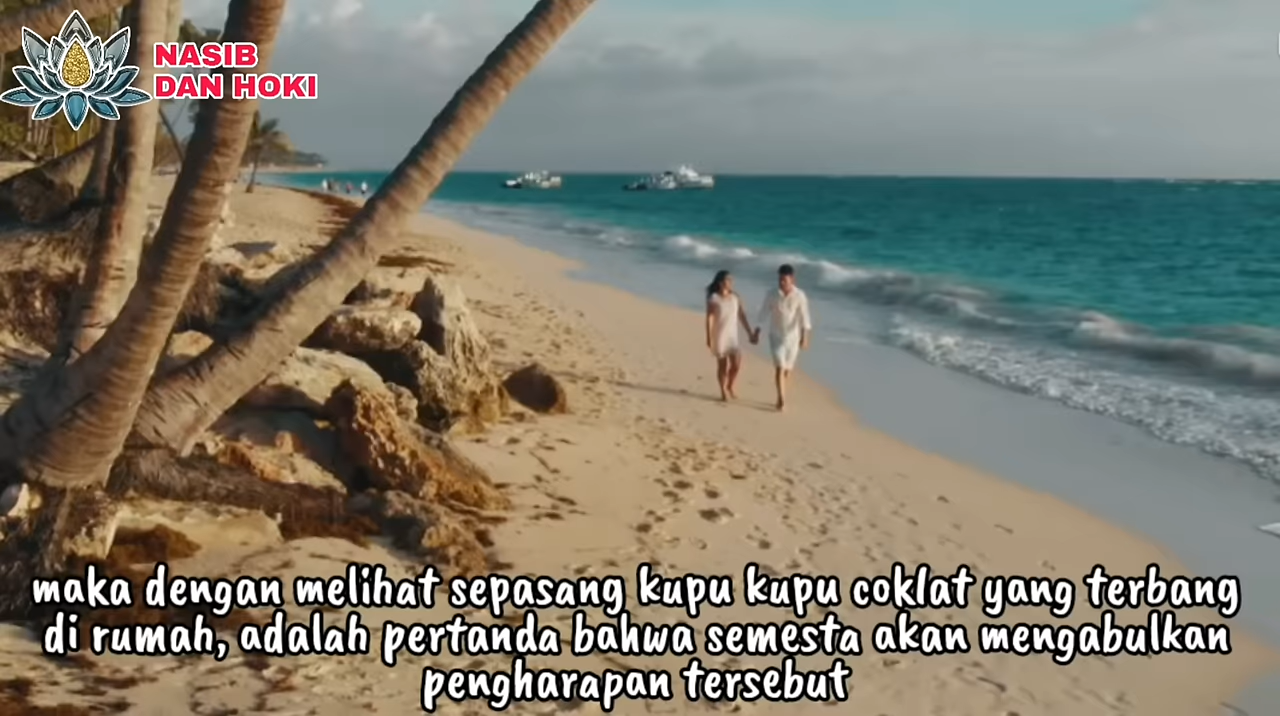 NASIB
DAN HOKI
maka dengan melihat sepasang kupu kupu coklat yang terbang
di rumah, adalah pertanda bahwa semesta akan mengabulkan
pengharapan tersebut